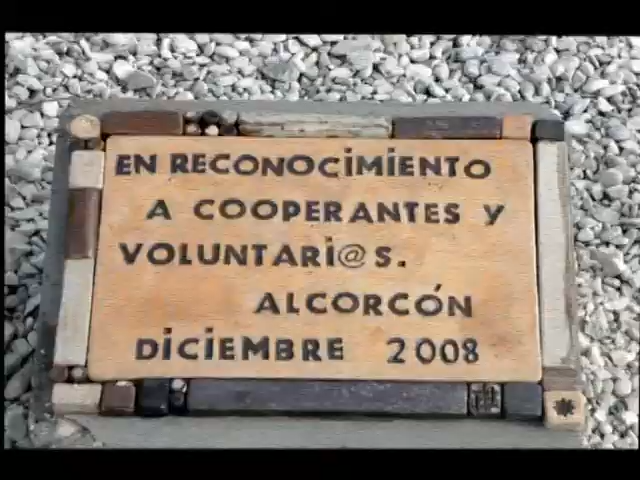 EN RECONOCiMiENTO
A COOPERANTES Y
VOLUNTARi@S.
ALCORCÓN
DiCiEMBRE 2008